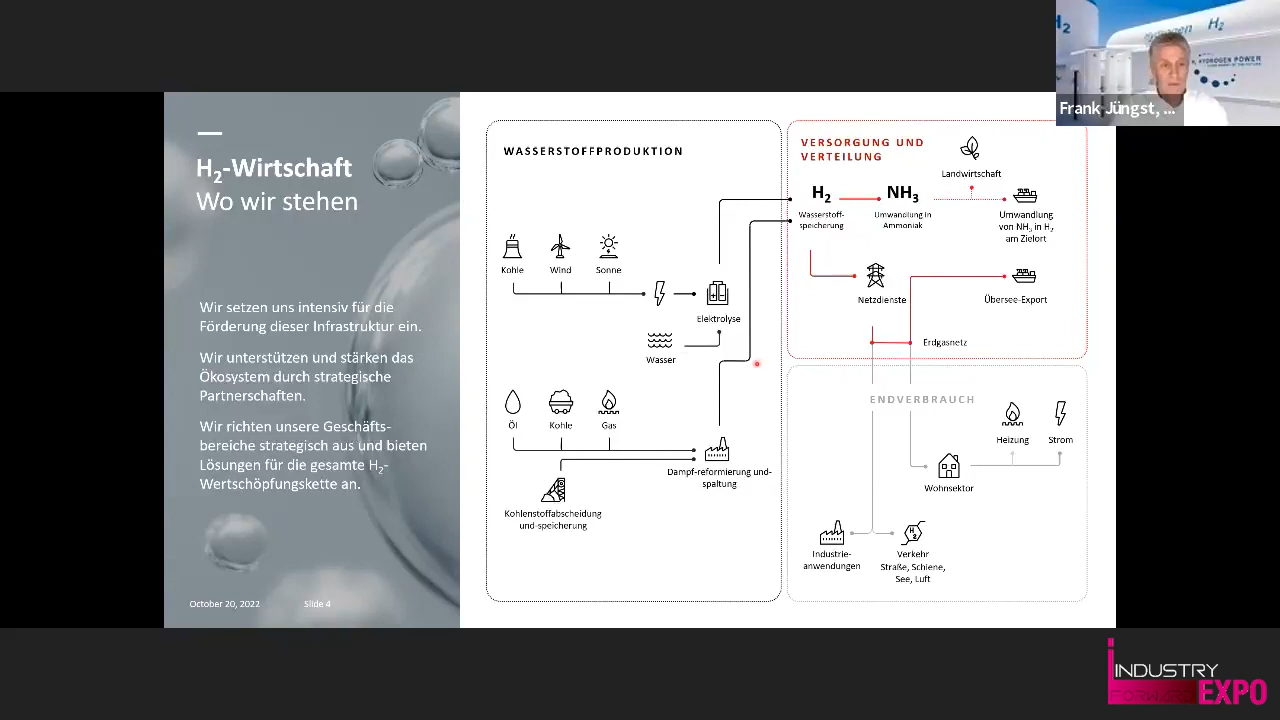 H₂-Wirtschaft
Wo wir stehen
Wir setzen uns intensiv für die
Förderung dieser Infrastruktur ein.
Wir unterstützen und stärken das
Ökosystem durch strategische
Partnerschaften.
Wir richten unsere Geschäfts-
bereiche strategisch aus und bieten
Lösungen für die gesamte H₂-
Wertschöpfungskette an.
October 20, 2022
Slide 4
WASSERSTOFFPRODUKTION
Kohle
Wind
Sonne
Elektrolyse
Wasser
Öl
Kohle
Gas
Dampf-reformierung und-
spaltung
Kohlenstoffabscheidung
und-speicherung
VERSORGUNG UND
VERTEILUNG
Landwirtschaft
H₂
NH₃
Wasserstoff-
speicherung
Umwandlung in
Ammoniak
Umwandlung
von NH₃ in H₂
am Zielort
Netzdienste
Übersee-Export
Erdgasnetz
ENDVERBRAUCH
Heizung
Strom
Wohnsektor
Industrie-
anwendungen
H₂
Verkehr
Straße, Schiene,
See, Luft
H₂
H₂
HYDROGEN POWER
Frank Jüngst, ...
INDUSTRY
FORWARD EXPO